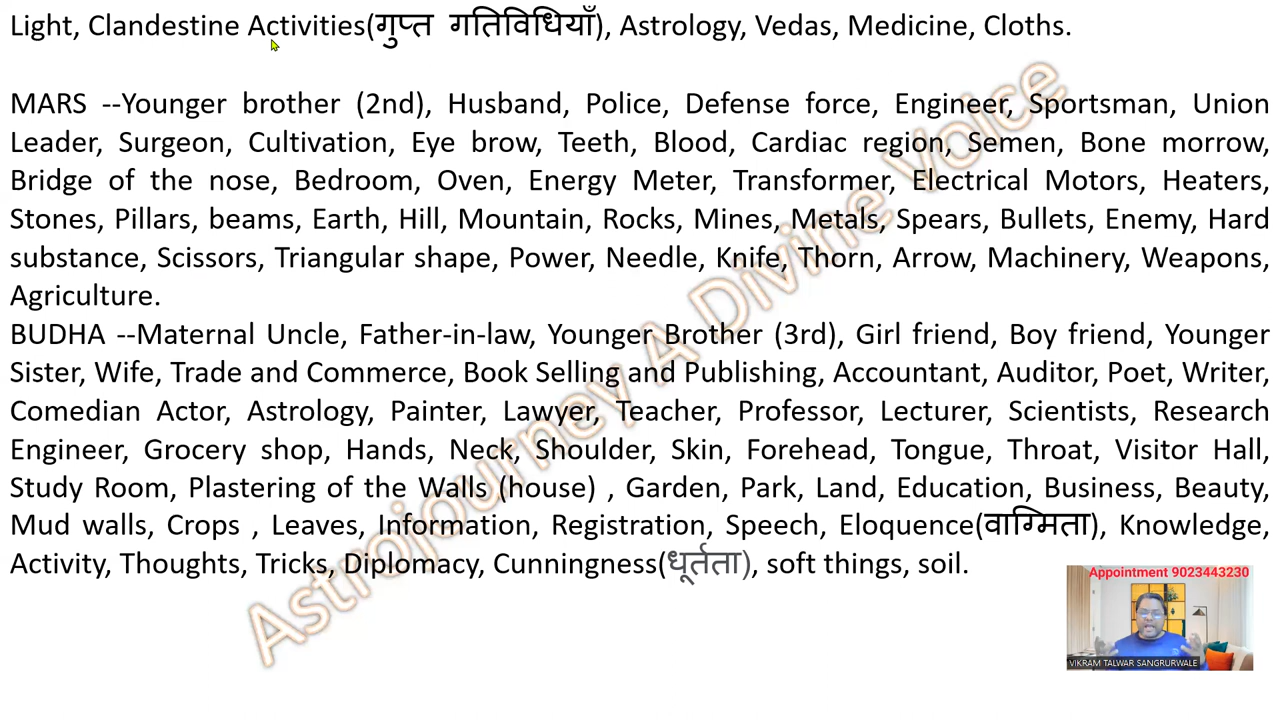 Light, Clandestine Activities(गुप्त गतिविधियाँ), Astrology, Vedas, Medicine, Cloths.
MARS --Younger brother (2nd), Husband, Police, Defense force, Engineer, Sportsman, Union
Leader, Surgeon, Cultivation, Eye brow, Teeth, Blood, Cardiac region, Semen, Bone morrow,
Bridge of the nose, Bedroom, Oven, Energy Meter, Transformer, Electrical Motors, Heaters,
Stones, Pillars, beams, Earth, Hill, Mountain, Rocks, Mines, Metals, Spears, Bullets, Enemy, Hard
substance, Scissors, Triangular shape, Power, Needle, Knife, Thorn, Arrow, Machinery, Weapons,
Agriculture.
BUDHA --Maternal Uncle, Father-in-law, Younger Brother (3rd), Girl friend, Boy friend, Younger
Sister, Wife, Trade and Commerce, Book Selling and Publishing, Accountant, Auditor, Poet, Writer,
Comedian Actor, Astrology, Painter, Lawyer, Teacher, Professor, Lecturer, Scientists, Research
Engineer, Grocery shop, Hands, Neck, Shoulder, Skin, Forehead, Tongue, Throat, Visitor Hall,
Study Room, Plastering of the Walls (house) , Garden, Park, Land, Education, Business, Beauty,
Mud walls, Crops , Leaves, Information, Registration, Speech, Eloquence(वाग्मिता), Knowledge,
Activity, Thoughts, Tricks, Diplomacy, Cunningness(धूर्तता), soft things, soil.
Astrojourney A Divine Voice
Appointment 9023443230
VIKRAM TALWAR SANGRURWALE